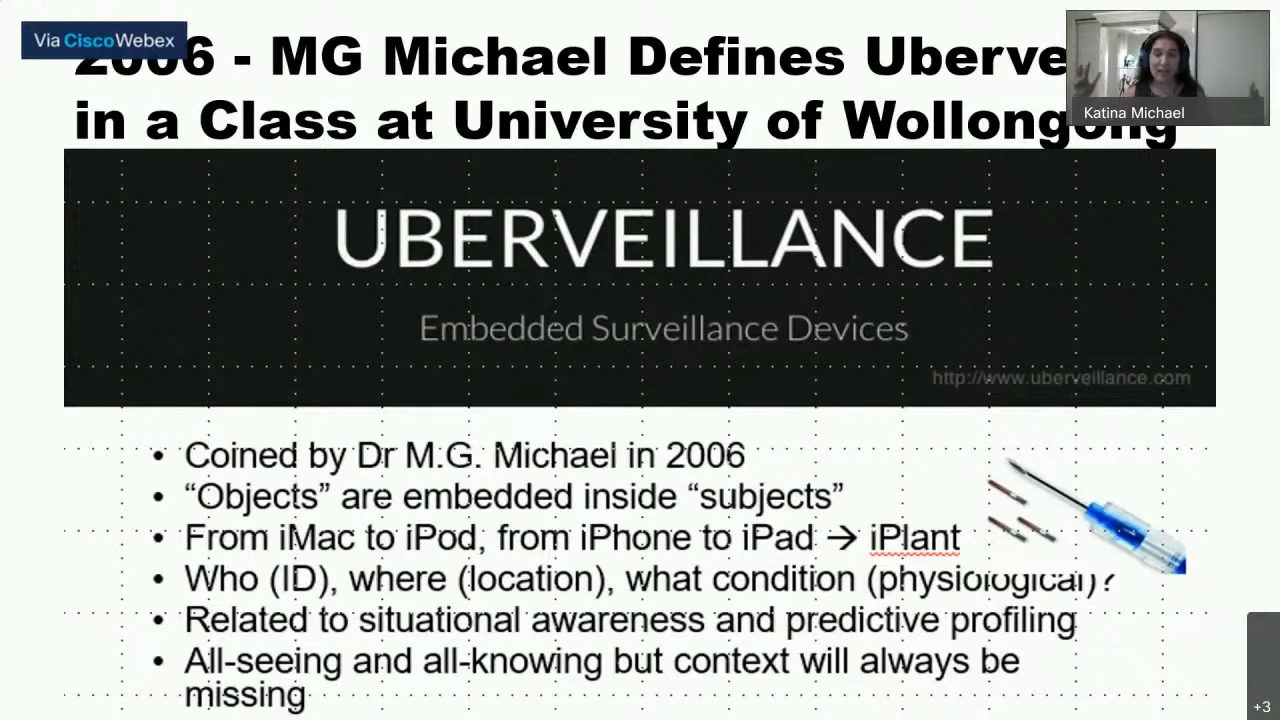 Via Cisco Webex
2006 - MG Michael Defines Uberve
in a Class at University of Wollongong
Katina Michael
UBERVEILLANCE
Embedded Surveillance Devices
http://www.uberveillance.com
• Coined by Dr M.G. Michael in 2006
• “Objects” are embedded inside “subjects”
• From iMac to iPod, from iPhone to iPad → iPlant
• Who (ID), where (location), what condition (physiological)?
• Related to situational awareness and predictive profiling
• All-seeing and all-knowing but context will always be
missing
+3